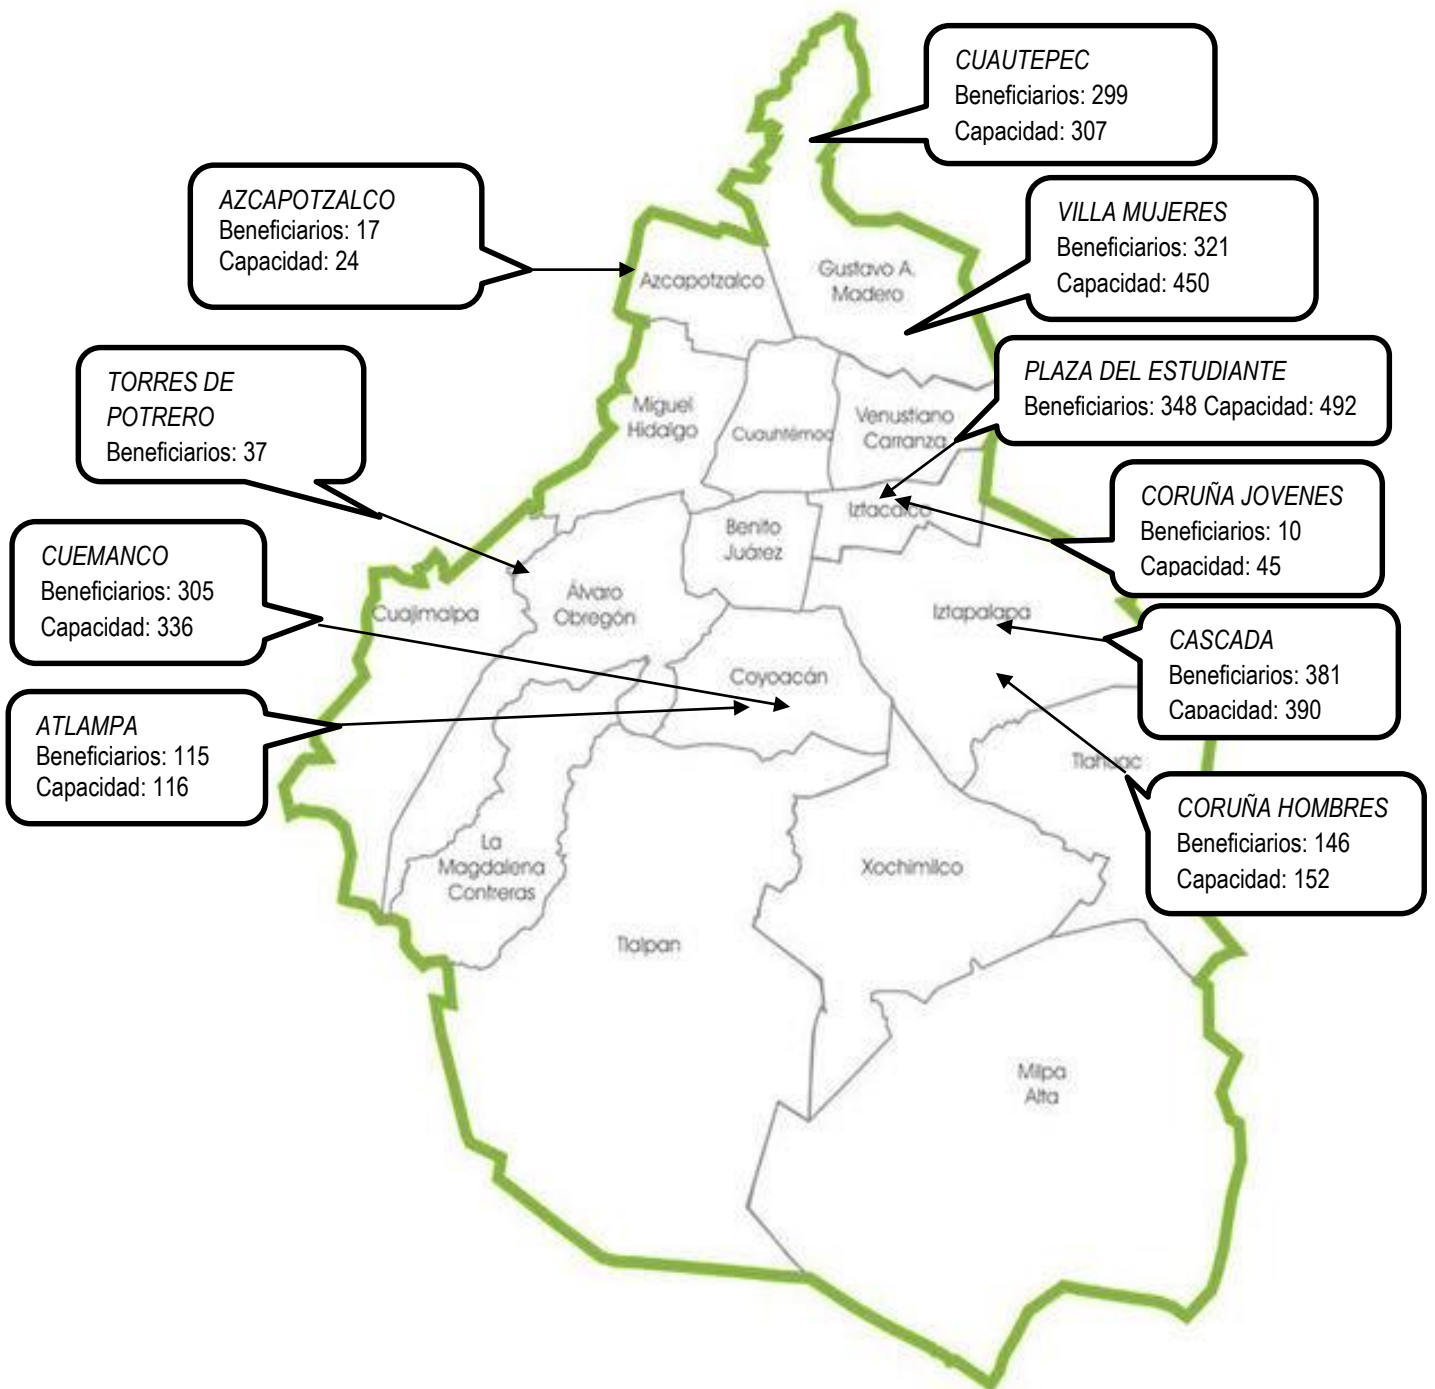 CUAUTEPEC
Beneficiarios: 299
Capacidad: 307
AZCAPOTZALCO
Beneficiarios: 17
Capacidad: 24
VILLA MUJERES
Beneficiarios: 321
Capacidad: 450
Azcapotzalco
Gustavo A.
Madero
TORRES DE
POTRERO
Beneficiarios: 37
PLAZA DEL ESTUDIANTE
Beneficiarios: 348 Capacidad: 492
Miguel
Hidalgo
Cuauhtémoc
Venustiano
Carranza
CORUÑA JOVENES
Beneficiarios: 10
Capacidad: 45
Iztacalco
Benito
Juárez
CUEMANCO
Beneficiarios: 305
Capacidad: 336
Cuajimalpa
Álvaro
Obregón
Iztapalapa
CASCADA
Beneficiarios: 381
Capacidad: 390
Coyoacán
ATLAMPA
Beneficiarios: 115
Capacidad: 116
Tlahuac
CORUÑA HOMBRES
Beneficiarios: 146
Capacidad: 152
La
Magdalena
Contreras
Xochimilco
Tlalpan
Milpa
Alta